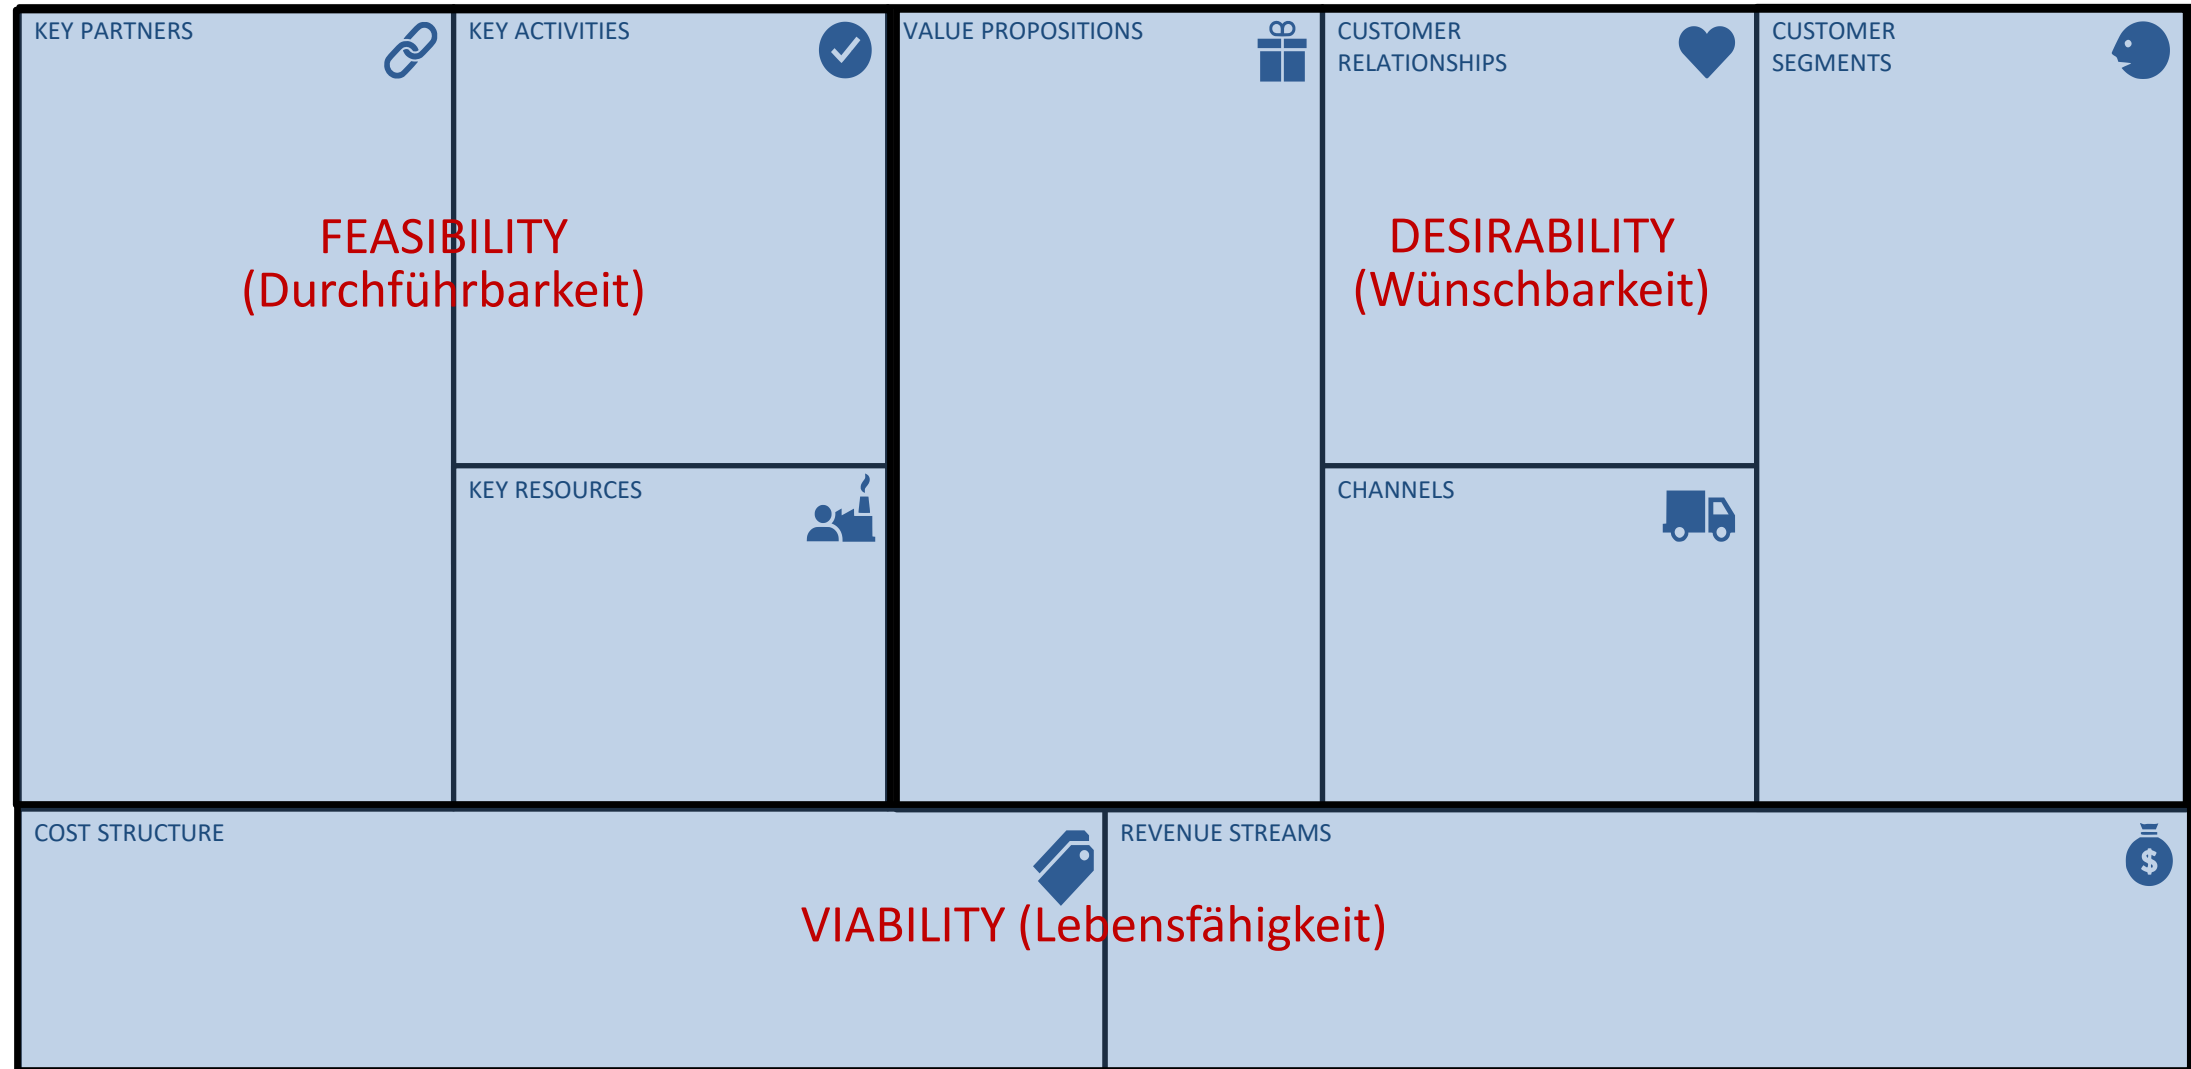 KEY PARTNERS
KEY ACTIVITIES
VALUE PROPOSITIONS
CUSTOMER
RELATIONSHIPS
CUSTOMER
SEGMENTS
FEASIBILITY
(Durchführbarkeit)
DESIRABILITY
(Wünschbarkeit)
KEY RESOURCES
CHANNELS
COST STRUCTURE
REVENUE STREAMS
$
VIABILITY (Lebensfähigkeit)